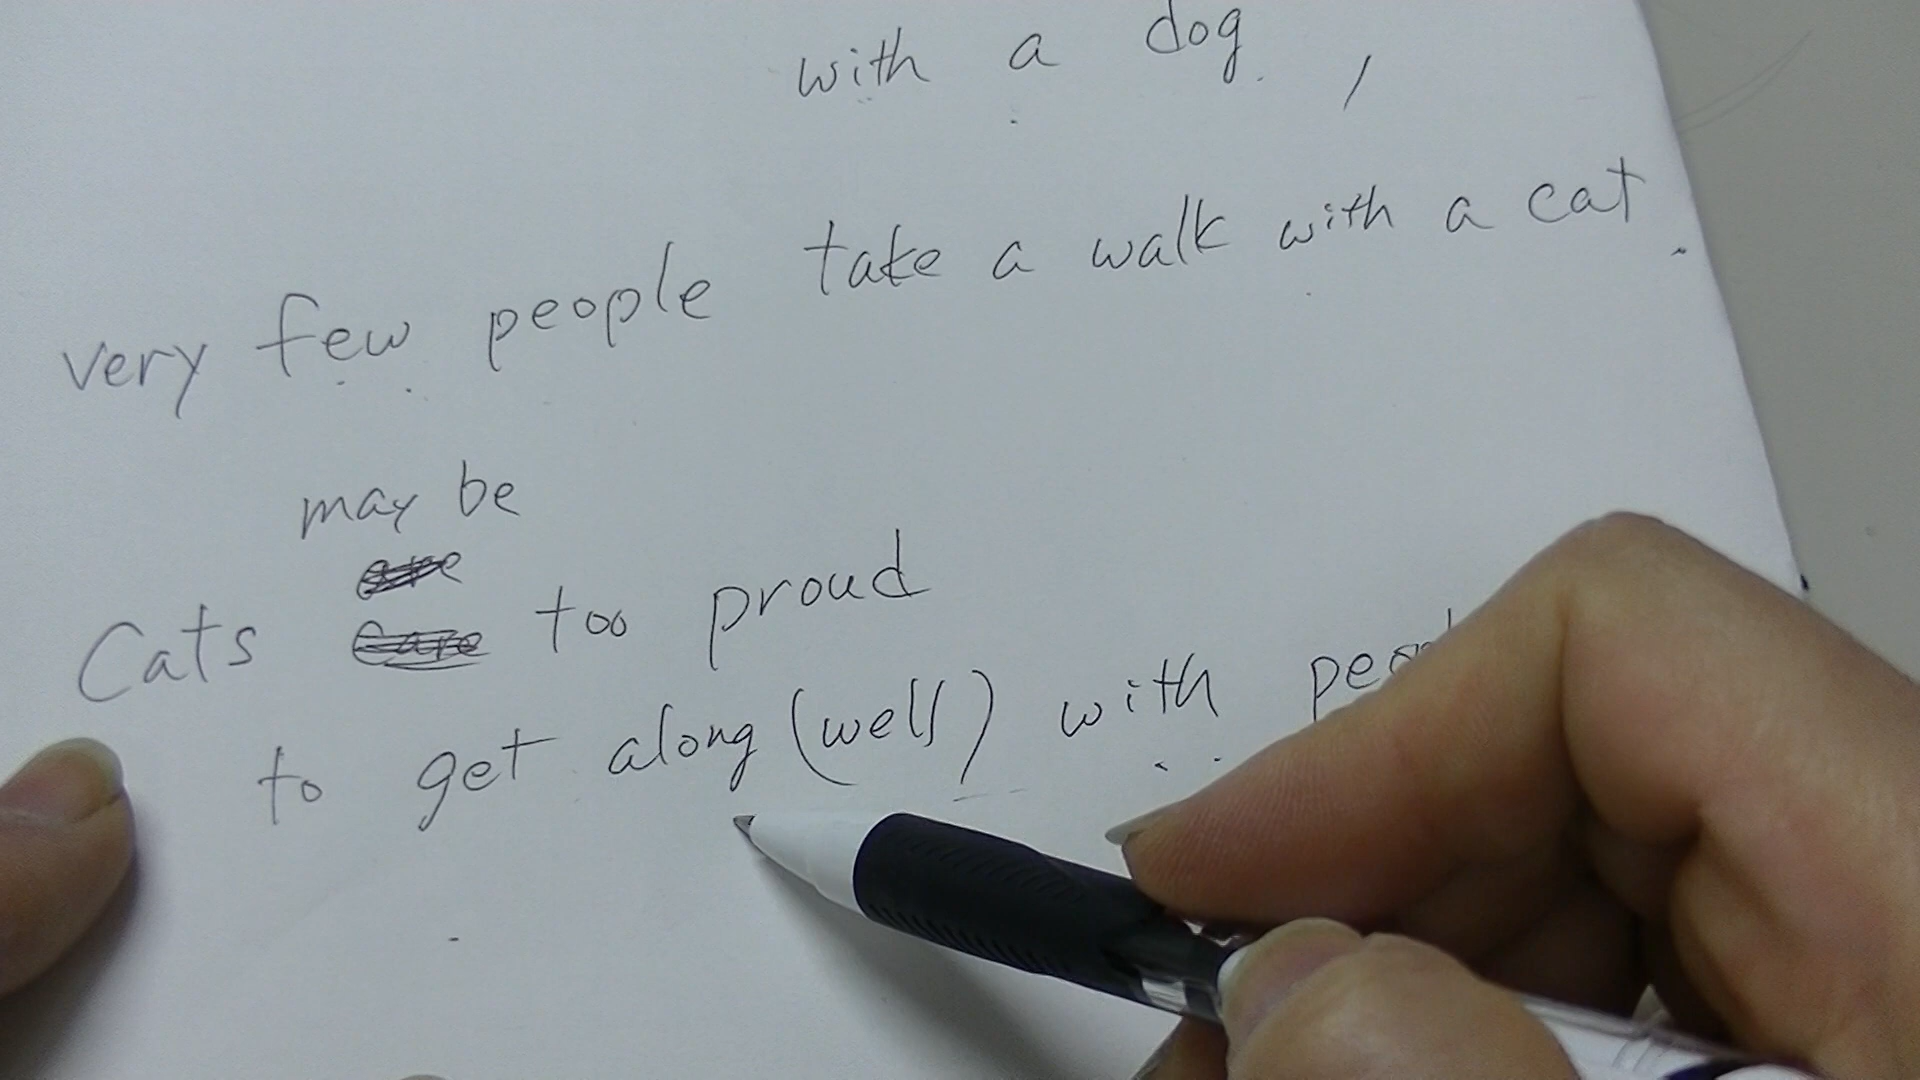 with a dog,
very few people take a walk with a cat.
may be
Cats too proud
to get along (well) with